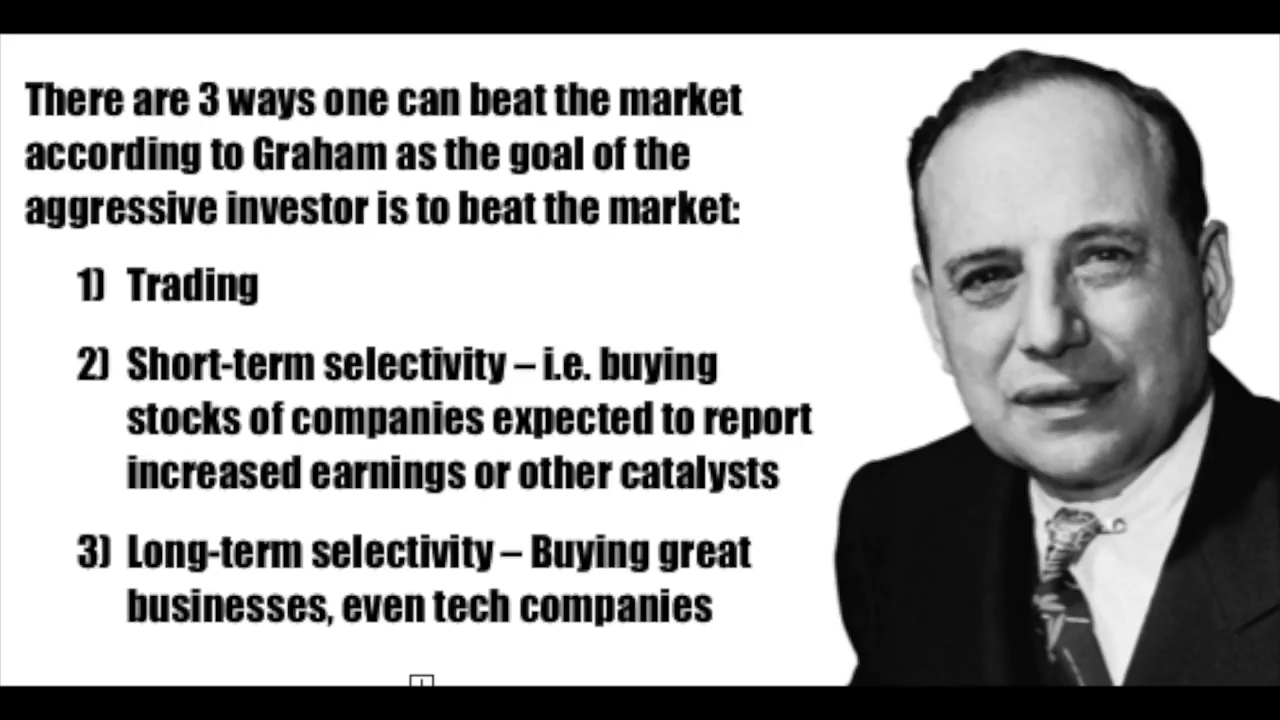 There are 3 ways one can beat the market
according to Graham as the goal of the
aggressive investor is to beat the market:
1) Trading
2) Short-term selectivity – i.e. buying
stocks of companies expected to report
increased earnings or other catalysts
3) Long-term selectivity – Buying great
businesses, even tech companies